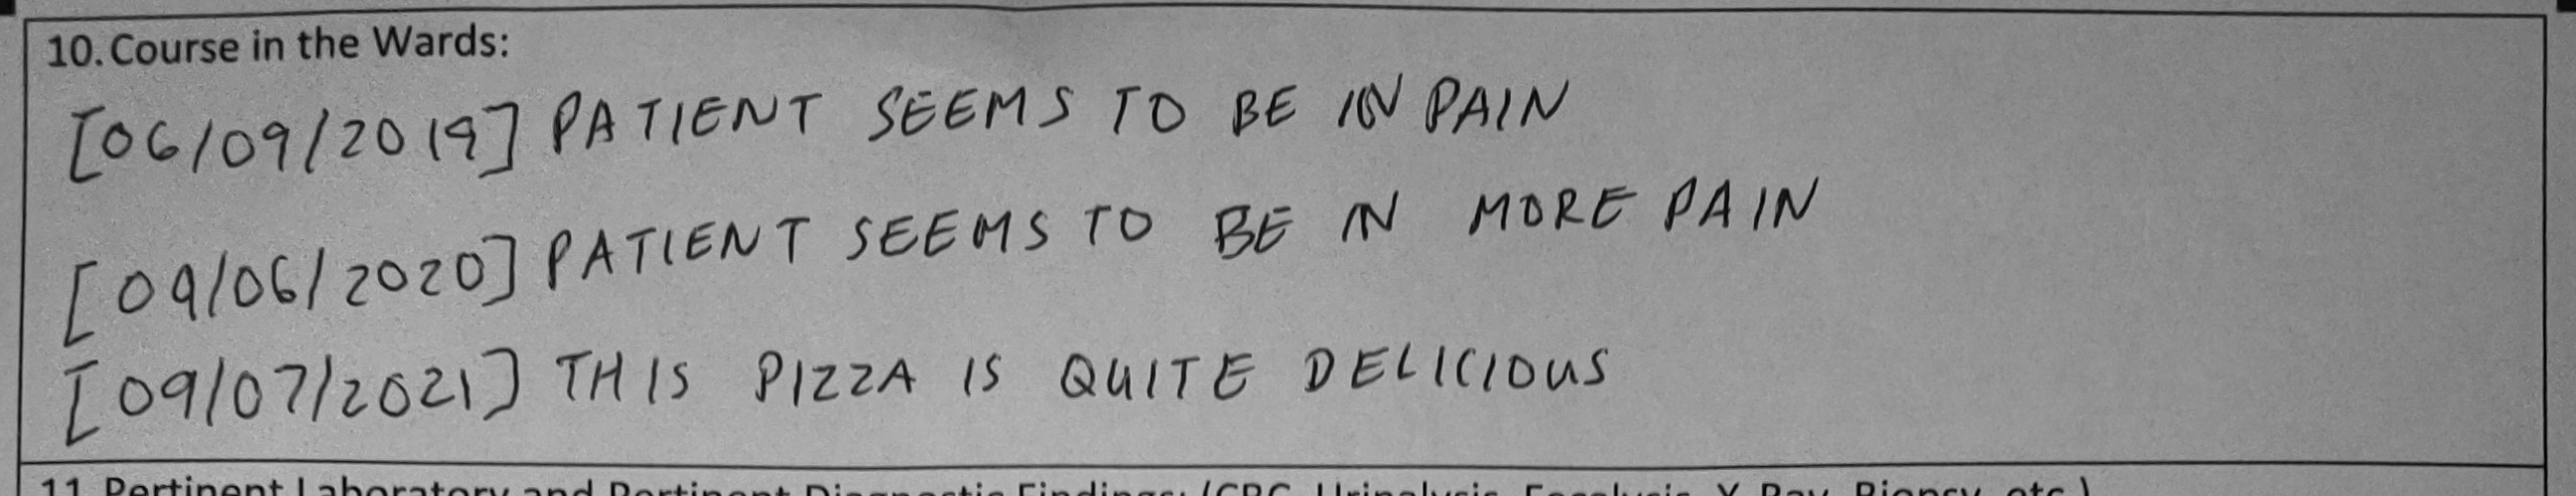 10. Course in the Wards:
[06/09/2019] PATIENT SEEMS TO BE IN PAIN
[09/06/2020] PATIENT SEEMS TO BE IN MORE PAIN
[09/07/2021] THIS PIZZA IS QUITE DELICIOUS
11. Pertinent Laboratory and Pertinent Diagnostic Findings: (CBC, Urinalysis, Fecalysis, X-Ray, Biopsy, etc.)